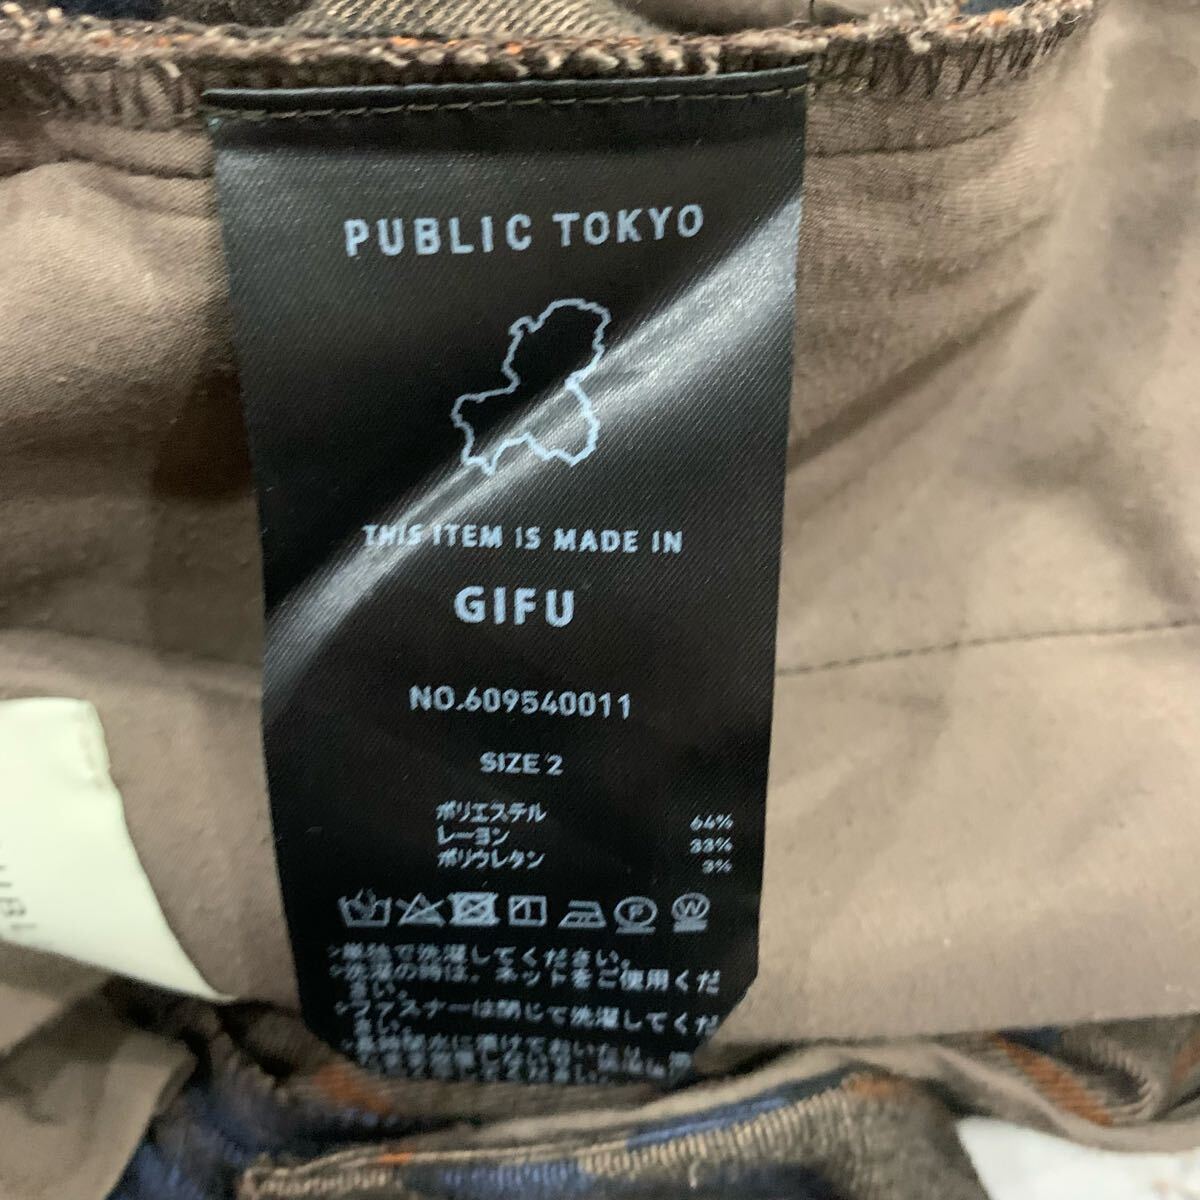 PUBLIC TOKYO
THIS ITEM IS MADE IN
GIFU
NO.609540011
SIZE 2
ポリエステル 64%
レーヨン 33%
ポリウレタン 3%
P W
◇単独で洗濯してください。
◇洗濯の時は、ネットをご使用くだ
さい。
◇ファスナーは閉じて洗濯してくだ
さい。